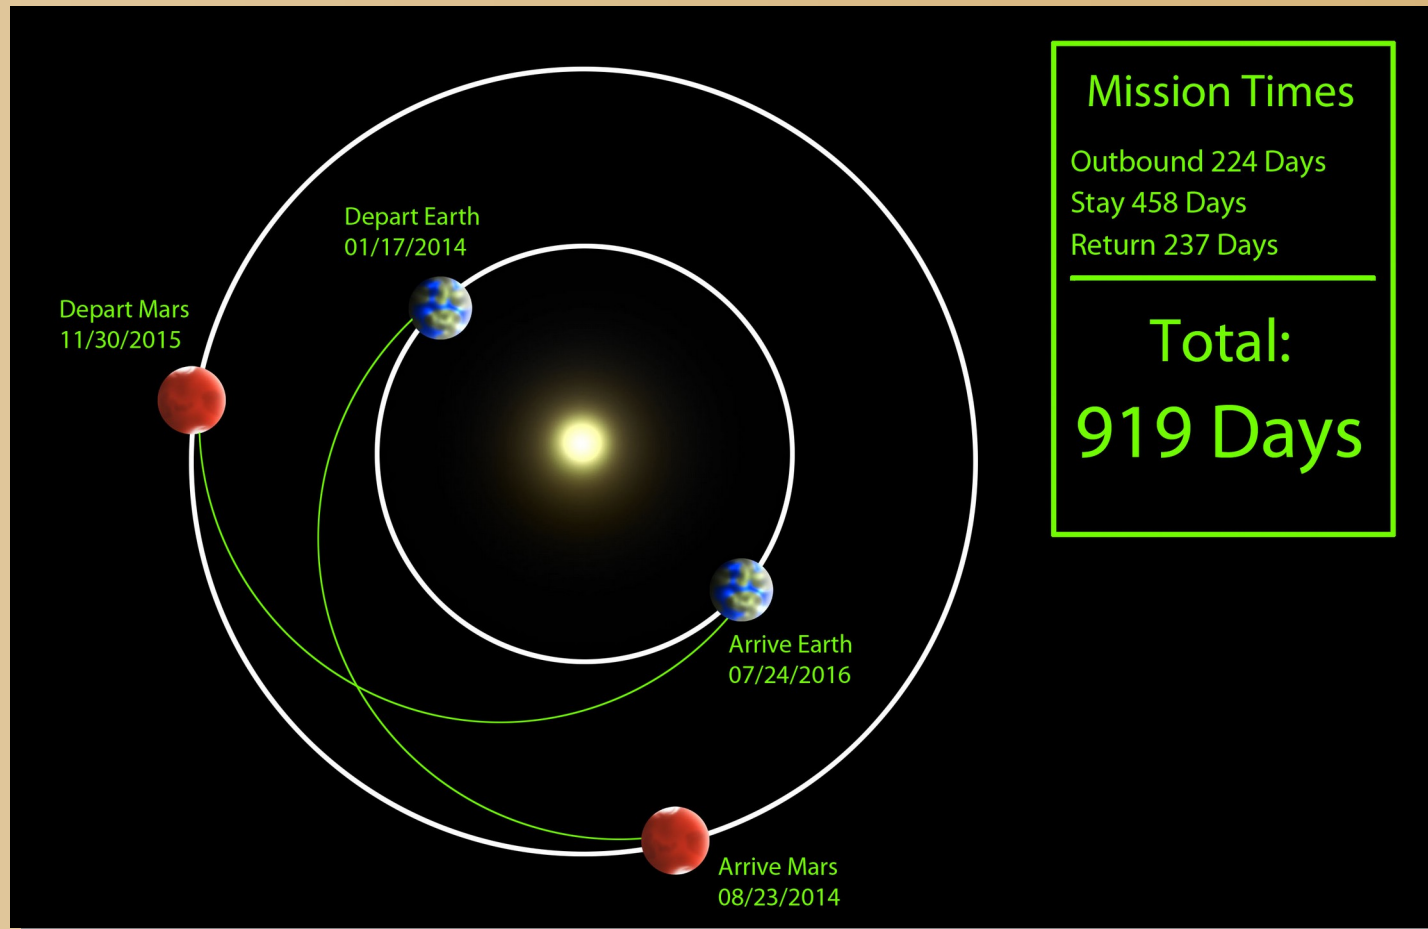 Mission Times
Outbound 224 Days
Stay 458 Days
Return 237 Days
Total:
919 Days
Depart Earth
01/17/2014
Depart Mars
11/30/2015
Arrive Earth
07/24/2016
Arrive Mars
08/23/2014